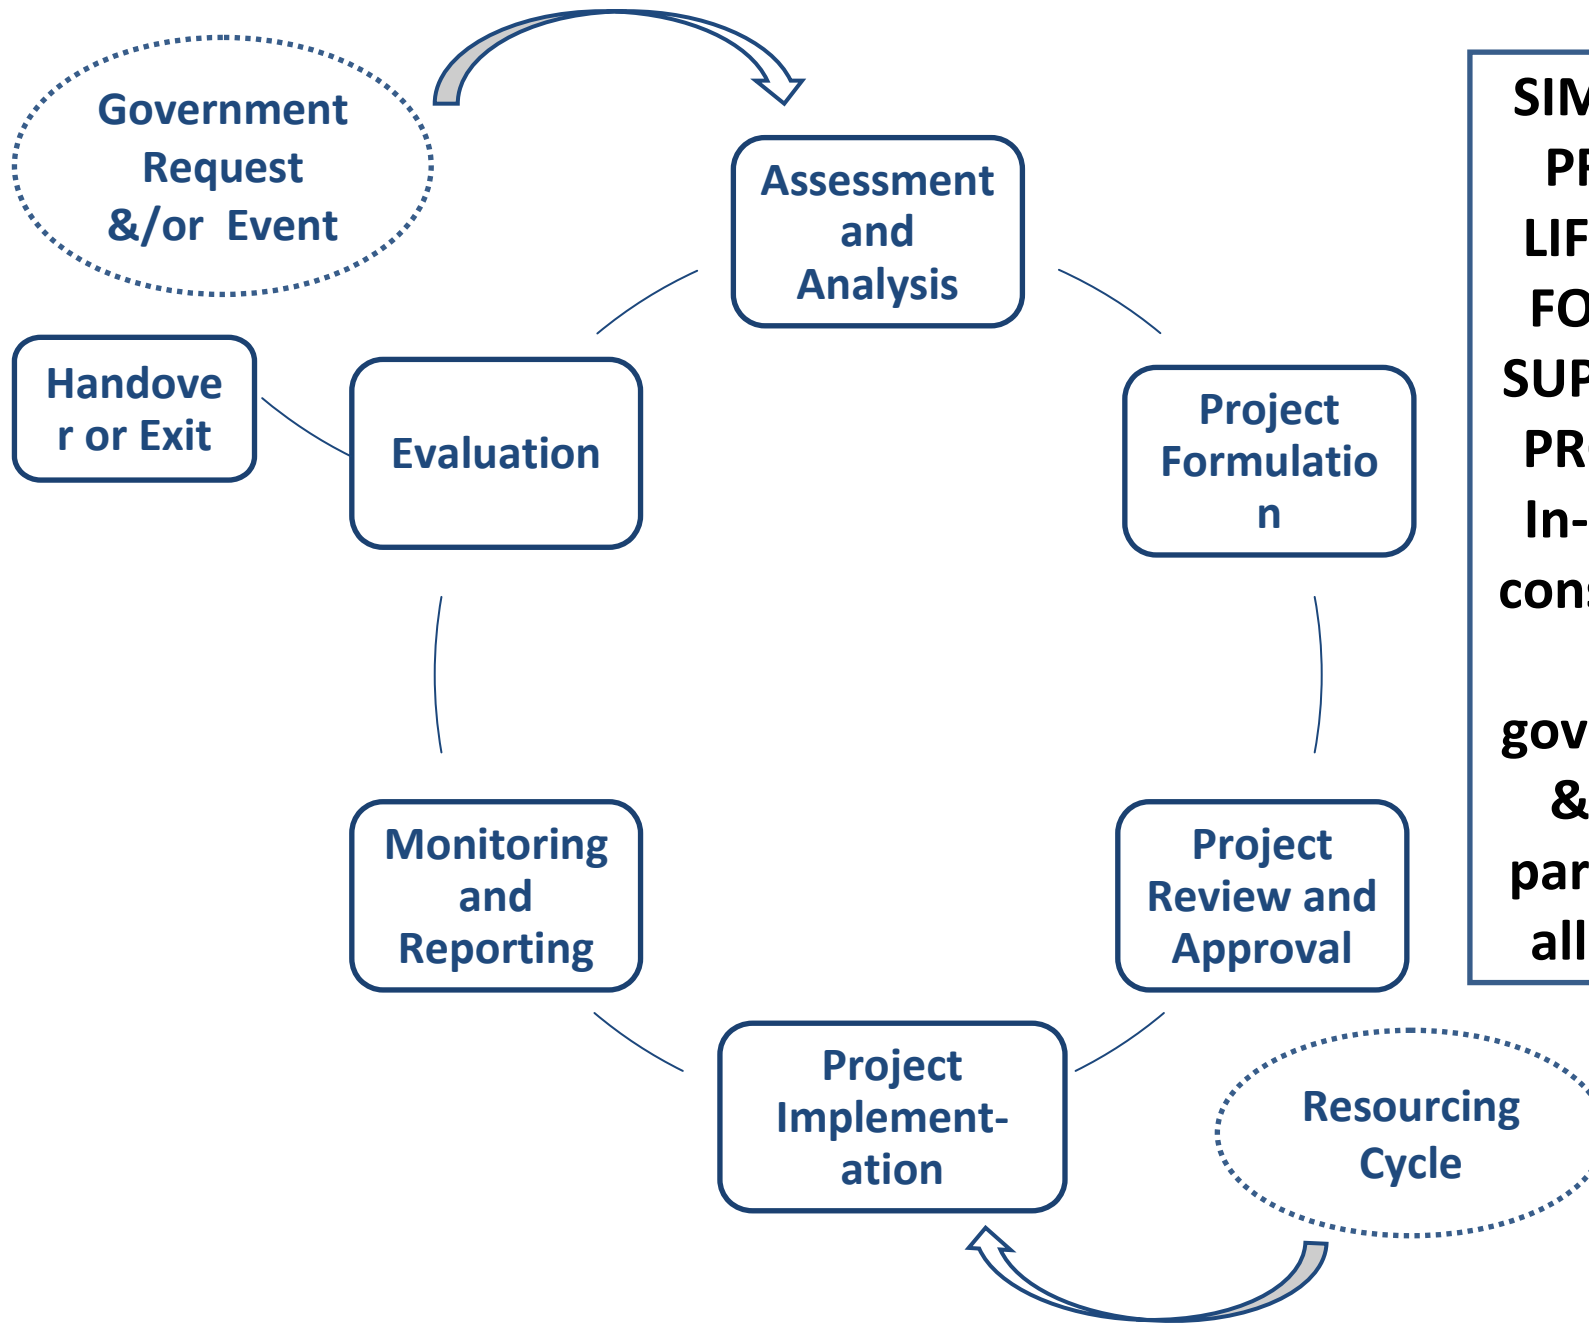 Government
Request
&/or Event
Assessment
and
Analysis
Handove
r or Exit
Evaluation
Project
Formulatio
n
Monitoring
and
Reporting
Project
Review and
Approval
Project
Implement-
ation
Resourcing
Cycle
In-
&
all